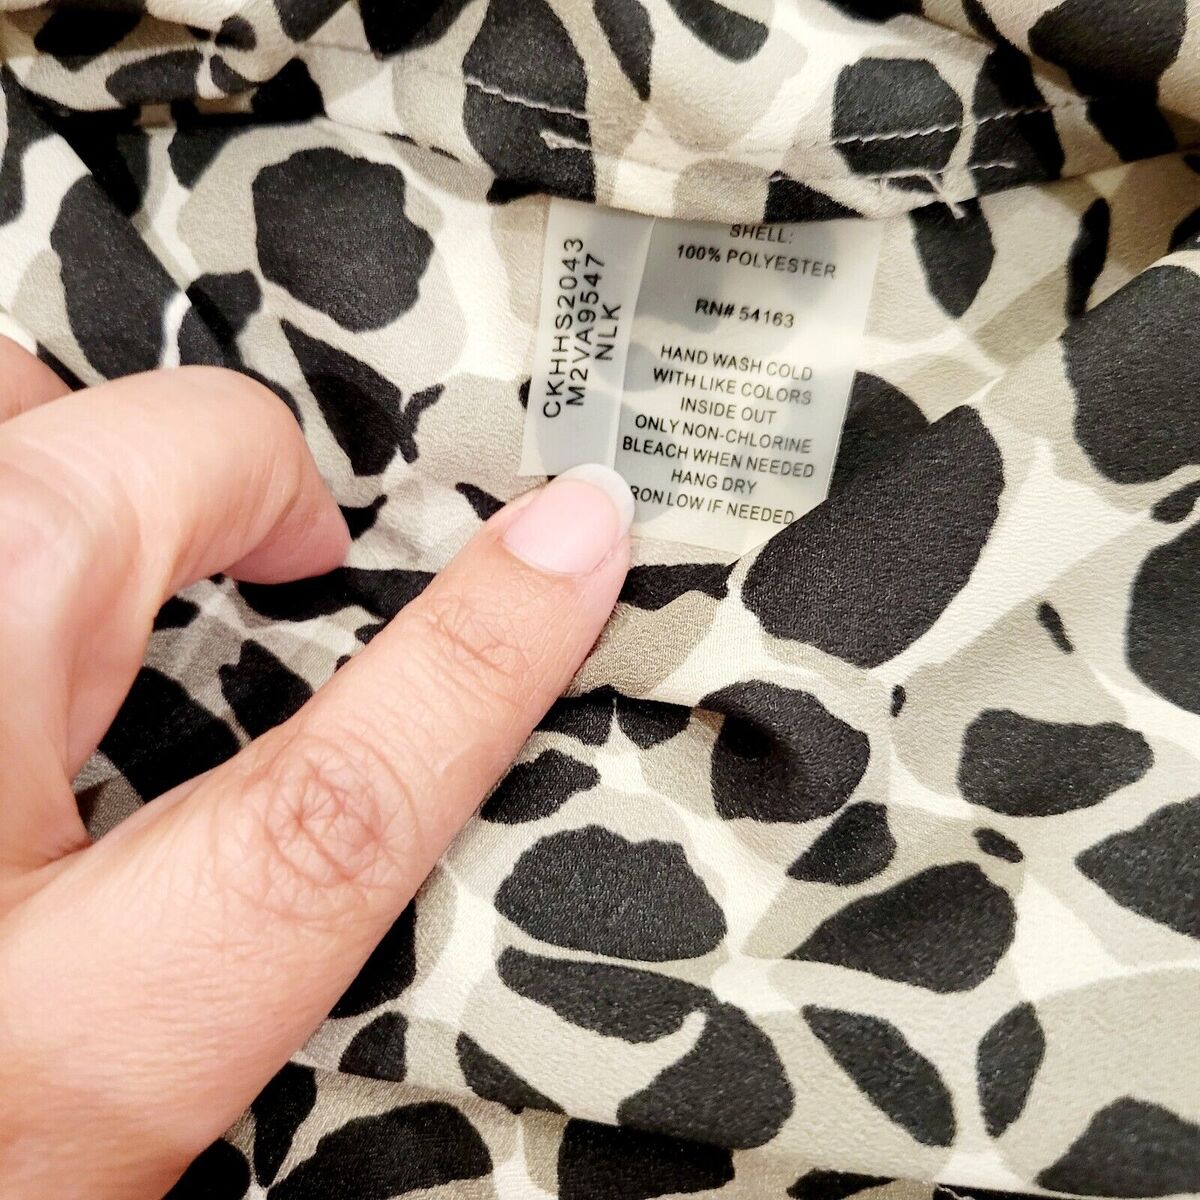 CKHHS2043
M2VA9547
NLK
SHELL:
100% POLYESTER
RN# 54163
HAND WASH COLD
WITH LIKE COLORS
INSIDE OUT
ONLY NON-CHLORINE
BLEACH WHEN NEEDED
HANG DRY
RON LOW IF NEEDED